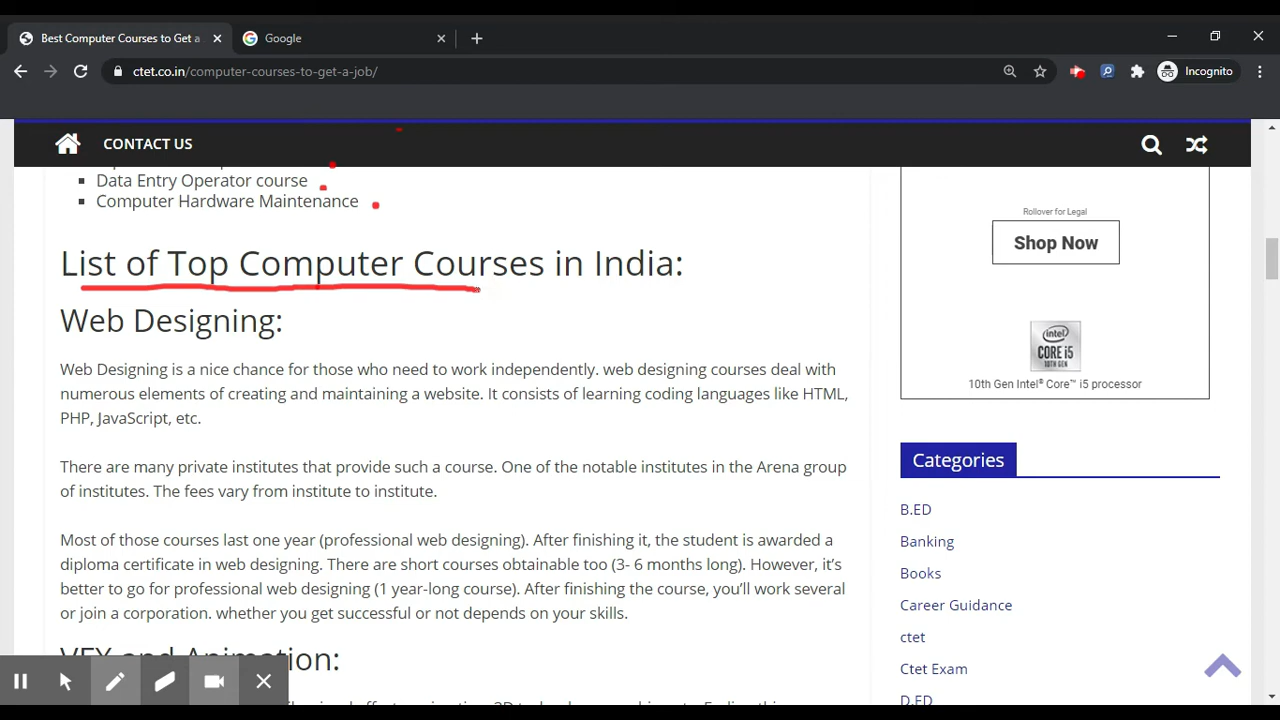 Best Computer Courses to Get a
Google
ctet.co.in/computer-courses-to-get-a-job/
Incognito
CONTACT US
Data Entry Operator course
Computer Hardware Maintenance
List of Top Computer Courses in India:
Web Designing:
Web Designing is a nice chance for those who need to work independently. web designing courses deal with
numerous elements of creating and maintaining a website. It consists of learning coding languages like HTML,
PHP, JavaScript, etc.
There are many private institutes that provide such a course. One of the notable institutes in the Arena group
of institutes. The fees vary from institute to institute.
Most of those courses last one year (professional web designing). After finishing it, the student is awarded a
diploma certificate in web designing. There are short courses obtainable too (3- 6 months long). However, it's
better to go for professional web designing (1 year-long course). After finishing the course, you'll work several
or join a corporation. whether you get successful or not depends on your skills.
VFX and Animation:
Rollover for Legal
Shop Now
intel
CORE i5
10TH GEN
10th Gen Intel® Core™ i5 processor
Categories
B.ED
Banking
Books
Career Guidance
ctet
Ctet Exam
D.ED